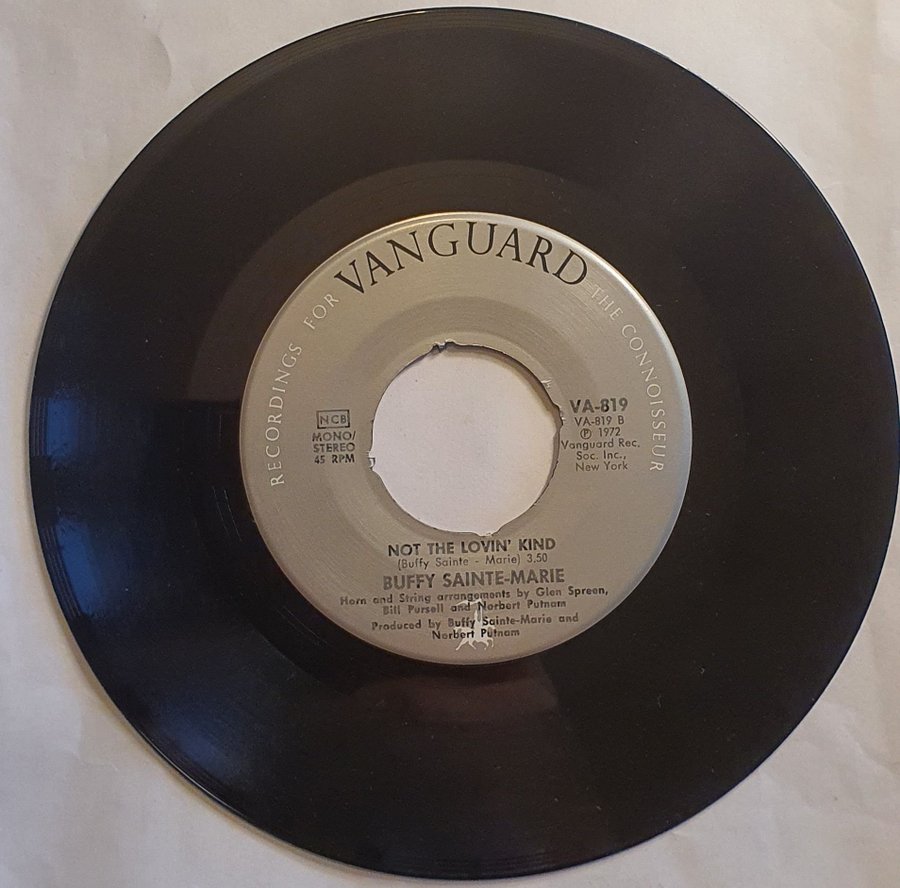 RECORDINGS FOR VANGUARD THE CONNOISSEUR
NCB
MONO/
STEREO
45 RPM
VA-819
VA-819 B
℗ 1972
Vanguard Rec.
Soc. Inc.,
New York
NOT THE LOVIN' KIND
(Buffy Sainte - Marie) 3.50
BUFFY SAINTE-MARIE
Horn and String arrangements by Glen Spreen,
Bill Pursell and Norbert Putnam
Produced by Buffy Sainte-Marie and
Norbert Putnam